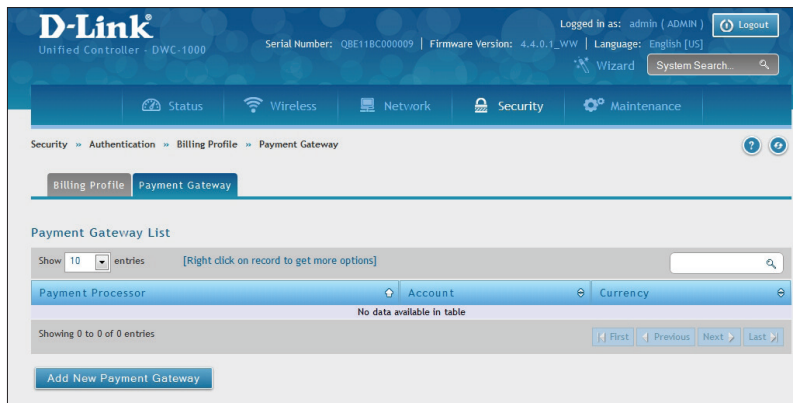 D-Link
Logged in as: admin ( ADMIN ) Logout
Unified Controller - DWC-1000
Serial Number: QBE11BC000009 | Firmware Version: 4.4.0.1_WW | Language: English [US]
Wizard System Search...
Status Wireless Network Security Maintenance
Security » Authentication » Billing Profile » Payment Gateway ?
Billing Profile Payment Gateway
Payment Gateway List
Show 10 entries [Right click on record to get more options]
Payment Processor Account Currency
No data available in table
Showing 0 to 0 of 0 entries First Previous Next Last
Add New Payment Gateway